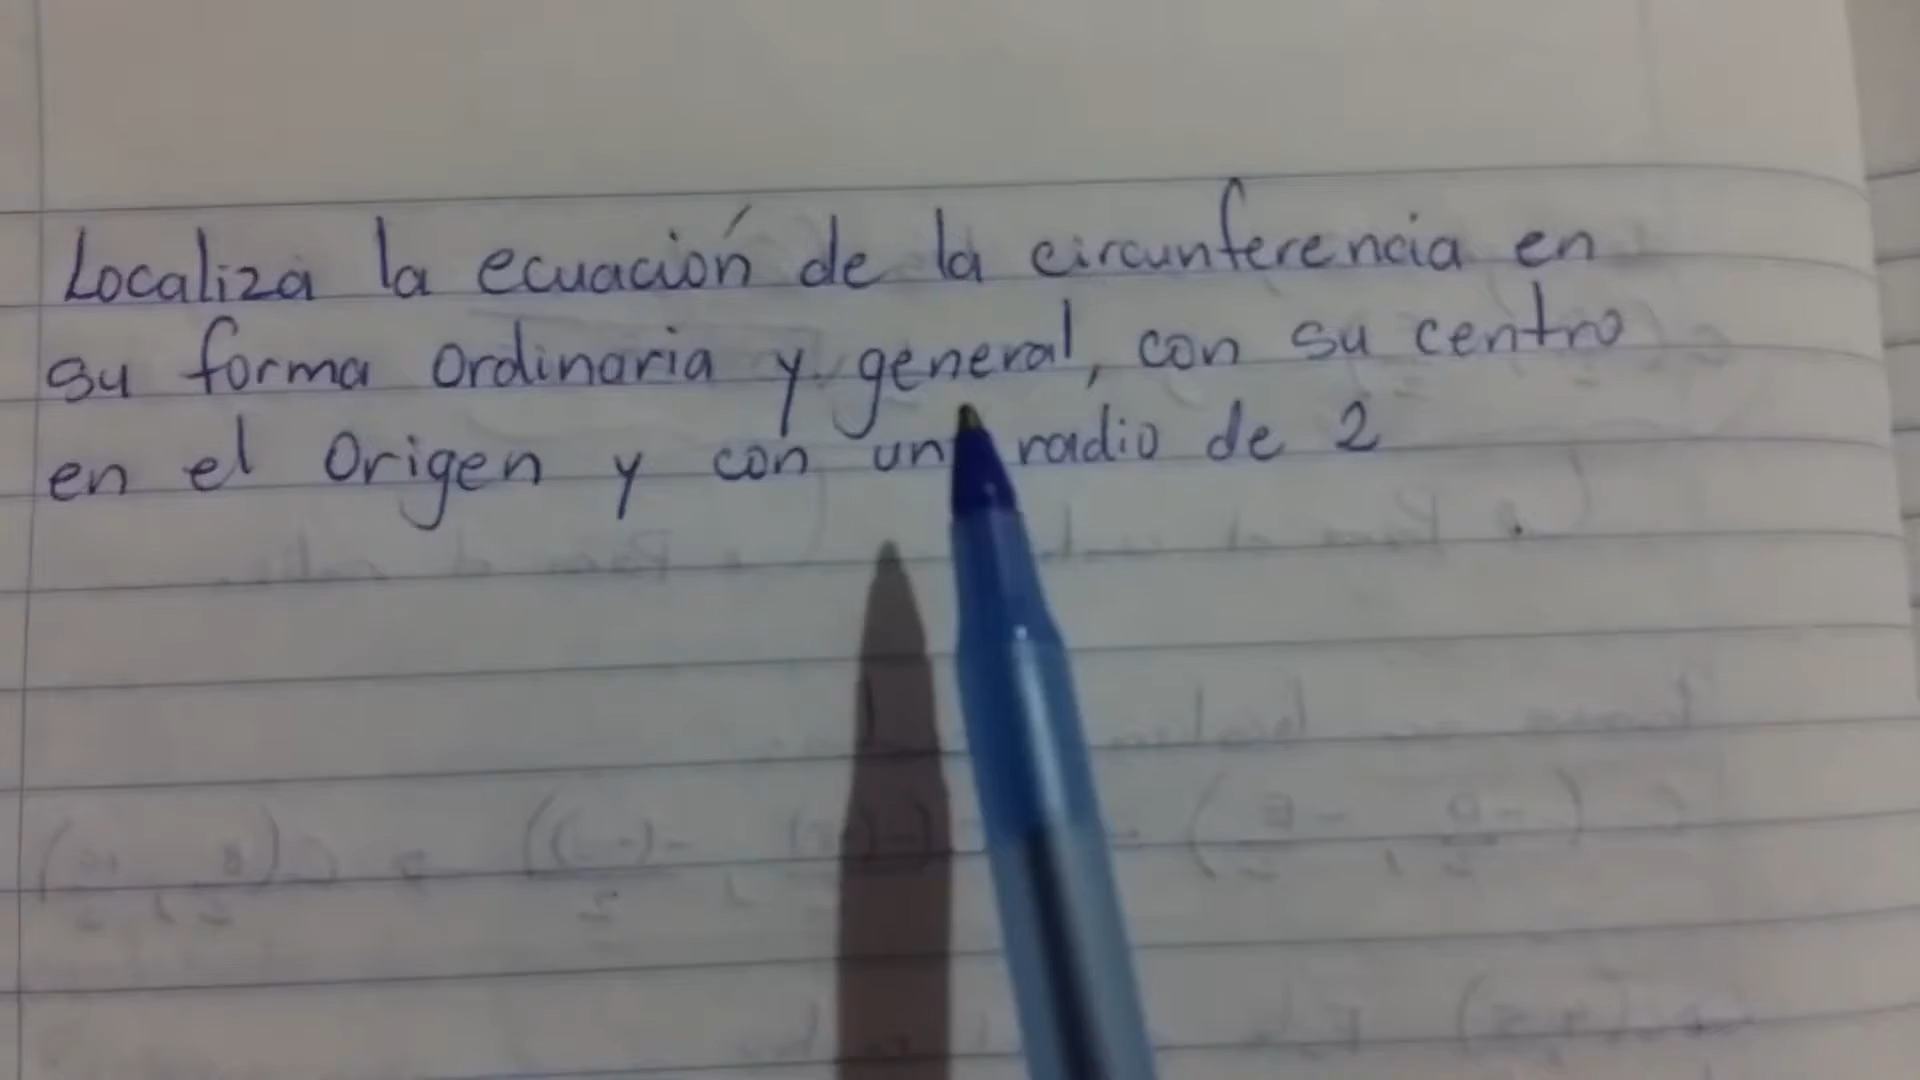 Localiza la ecuación de la circunferencia en
su forma ordinaria y general, con su centro
en el origen y con un radio de 2